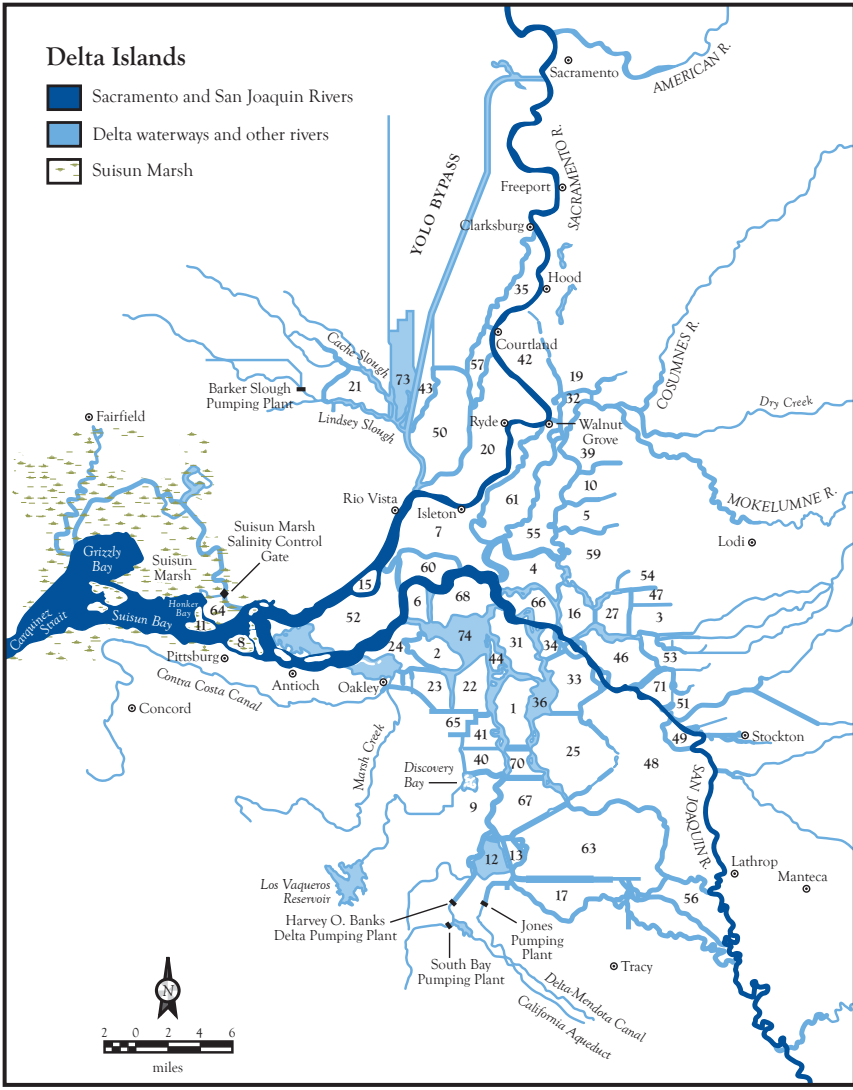 Delta Islands
Sacramento and San Joaquin Rivers
Delta waterways and other rivers
Suisun Marsh
Sacramento
AMERICAN R.
SACRAMENTO R.
Freeport
YOLO BYPASS
Clarksburg
Hood
35
Courtland
42
COSUMNES R.
Cache Slough
57
73
43
19
21
32
Barker Slough
Pumping Plant
Dry Creek
Lindsey Slough
Fairfield
50
Ryde
Walnut
Grove
20
39
10
MOKELUMNE R.
61
Rio Vista
Isleton
7
5
Suisun Marsh
Salinity Control
Gate
55
Lodi
Grizzly
Bay
Suisun
Marsh
59
60
4
54
15
47
Honker
Bay
64
6
68
66
16
27
3
11
Suisun Bay
52
Carquinez
Strait
8
74
31
34
24
2
46
53
Pittsburg
44
Antioch
Oakley
33
71
23
22
36
51
Contra Costa Canal
Concord
1
65
41
49
Stockton
25
40
70
48
Marsh Creek
Discovery
Bay
9
67
SAN JOAQUIN R.
12
13
63
Lathrop
Los Vaqueros
Reservoir
17
56
Manteca
Harvey O. Banks
Delta Pumping Plant
Jones
Pumping
Plant
South Bay
Pumping Plant
Tracy
Delta-Mendota Canal
California Aqueduct
N
2 0 2 4 6
miles